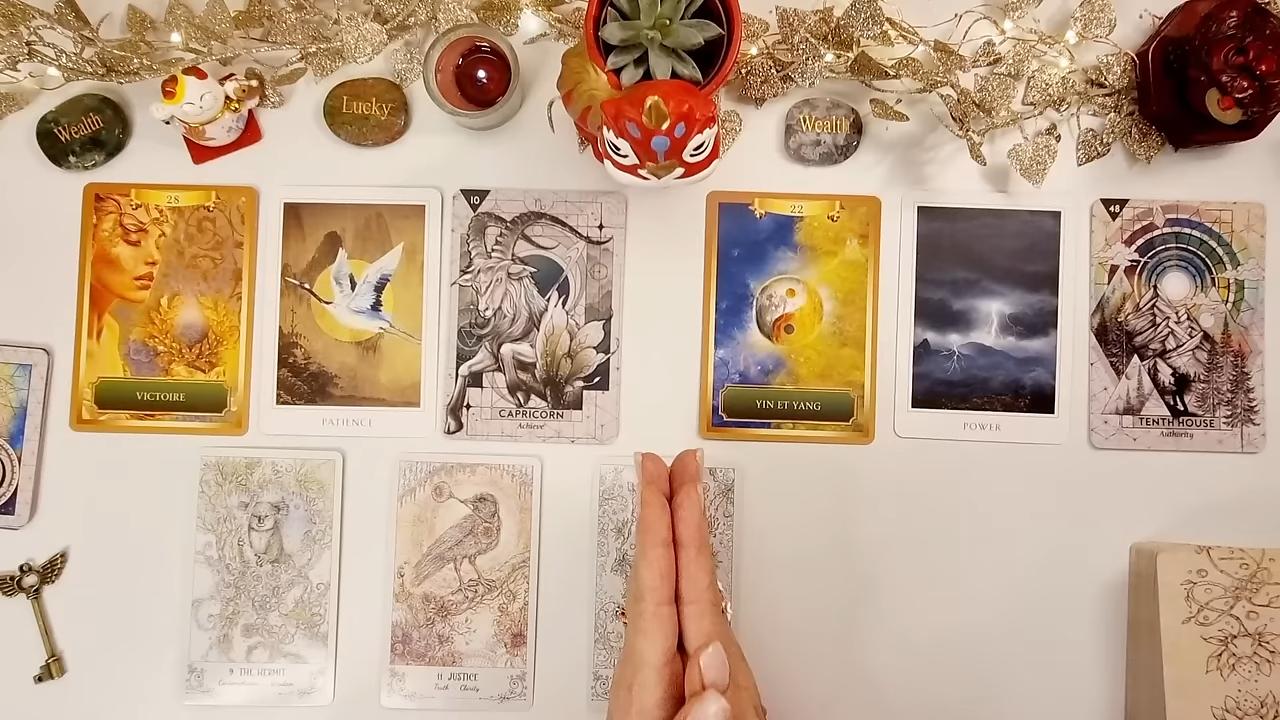 Wealth
Lucky
Wealth
28
VICTOIRE
PATIENCE
10
CAPRICORN
Achieve
22
YIN ET YANG
POWER
48
TENTH HOUSE
Authority
9 THE HERMIT
Wisdom
11 JUSTICE
Truth Clarity